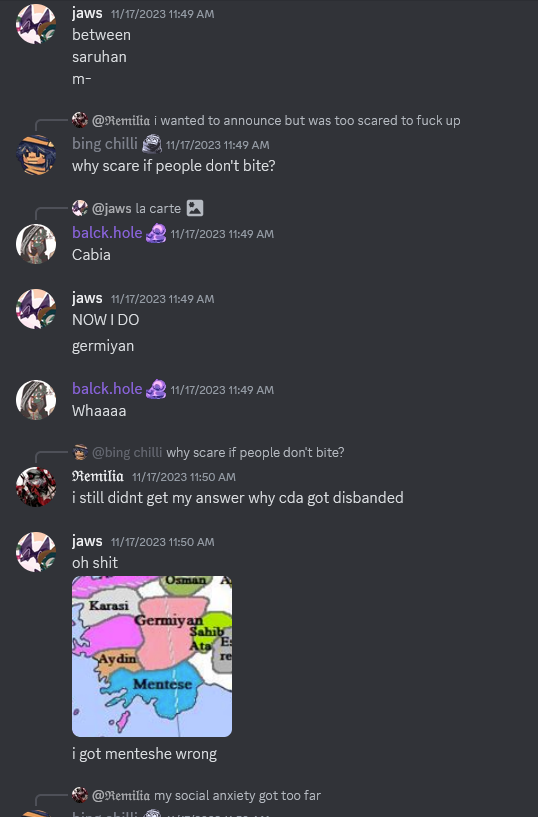 jaws 11/17/2023 11:49 AM
between
saruhan
m-
@𝕽𝖊𝖒𝖎𝖑𝖎𝖆 i wanted to announce but was too scared to fuck up
bing chilli 11/17/2023 11:49 AM
why scare if people don't bite?
@jaws la carte
balck.hole 11/17/2023 11:49 AM
Cabia
jaws 11/17/2023 11:49 AM
NOW I DO
germiyan
balck.hole 11/17/2023 11:49 AM
Whaaaa
@bing chilli why scare if people don't bite?
𝕽𝖊𝖒𝖎𝖑𝖎𝖆 11/17/2023 11:50 AM
i still didnt get my answer why cda got disbanded
jaws 11/17/2023 11:50 AM
oh shit
Osman
Karasi
Germiyan
Sahib
Ata
Es
re
Aydin
Mentese
i got menteshe wrong
@𝕽𝖊𝖒𝖎𝖑𝖎𝖆 my social anxiety got too far
bing chilli